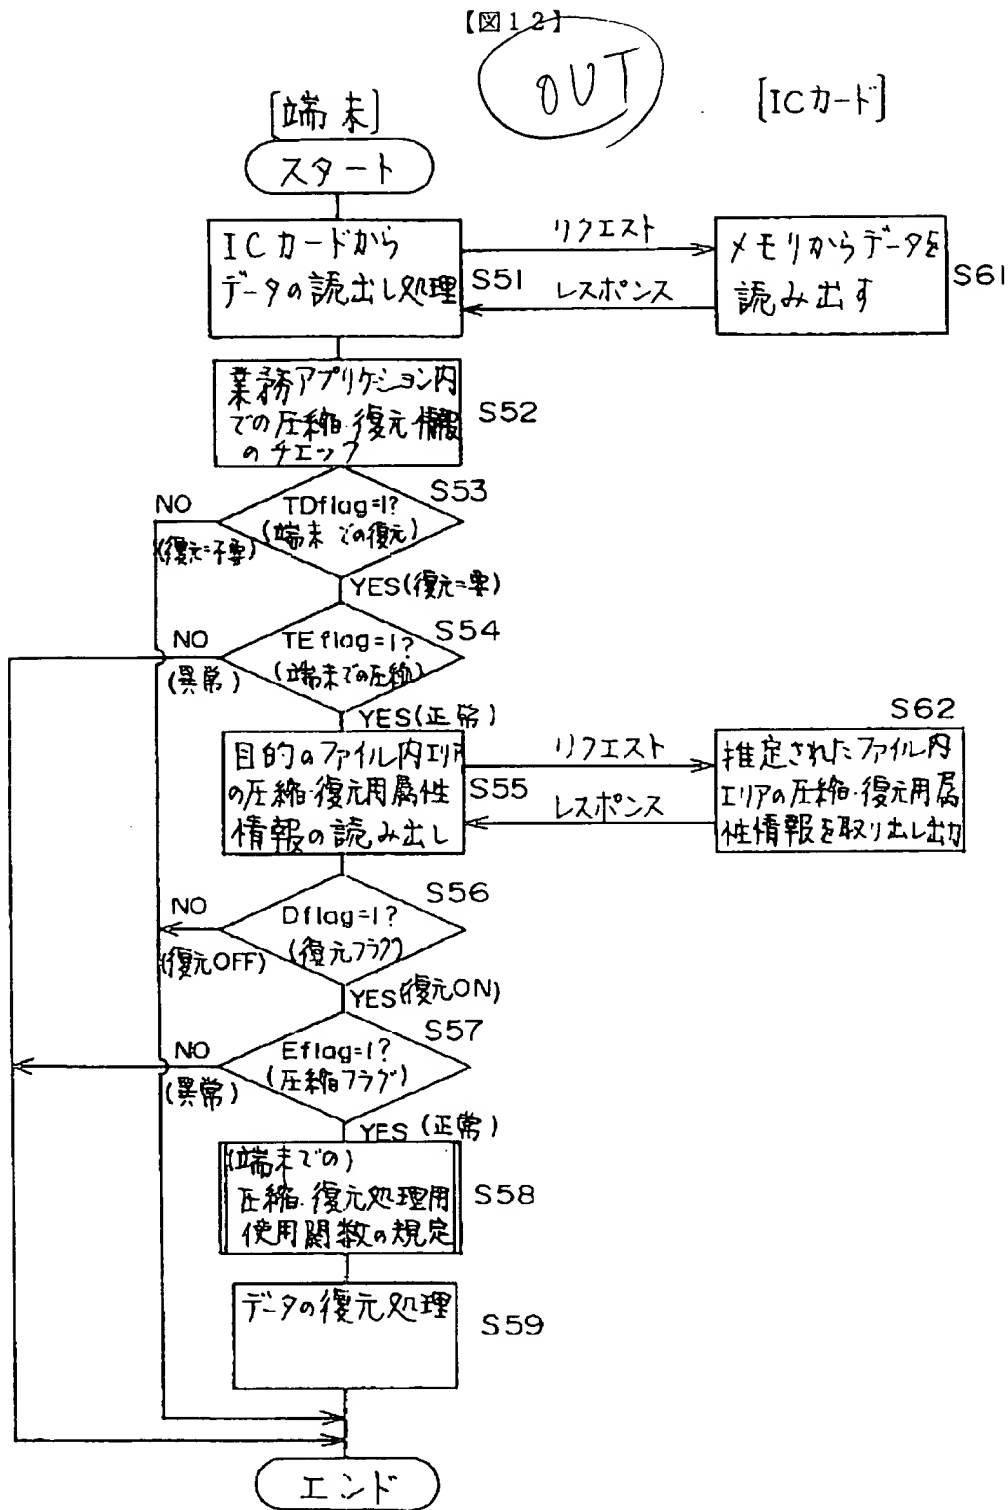 【図12】
OUT
[端末]
[ICカード]
スタート
ICカードから
データの読出し処理
S51
リクエスト
レスポンス
メモリからデータを
読み出す
S61
業務アプリケーション内
での圧縮・復元情報
のチェック
S52
TDflag=1?
(端末での復元)
S53
NO
(復元=不要)
YES(復元=要)
TEflag=1?
(端末での圧縮)
S54
NO
(異常)
YES(正常)
目的のファイル内エリア
の圧縮・復元用属性
情報の読み出し
S55
リクエスト
レスポンス
S62
推定されたファイル内
エリアの圧縮・復元用属
性情報を取り出し出力
Dflag=1?
(復元フラグ)
S56
NO
(復元OFF)
YES(復元ON)
Eflag=1?
(圧縮フラグ)
S57
NO
(異常)
YES (正常)
(端末での)
圧縮・復元処理用
使用関数の規定
S58
データの復元処理
S59
エンド